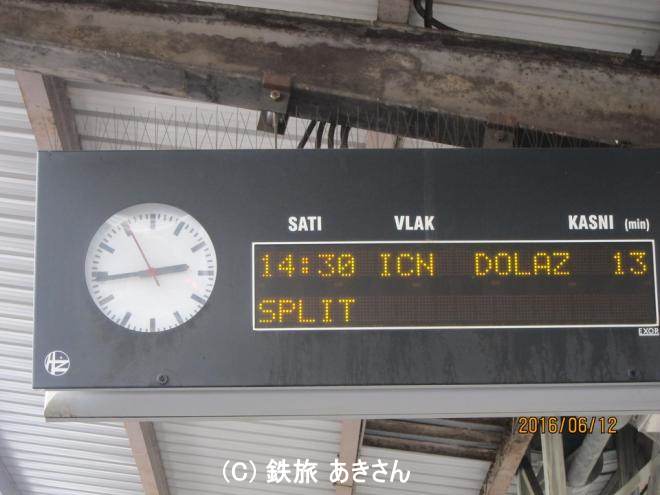 SATI VLAK KASNI (min)
14:30 ICN DOLAZ 13
SPLIT
EXOR
HŽ
2016/06/12
(C) 鉄旅 あきさん